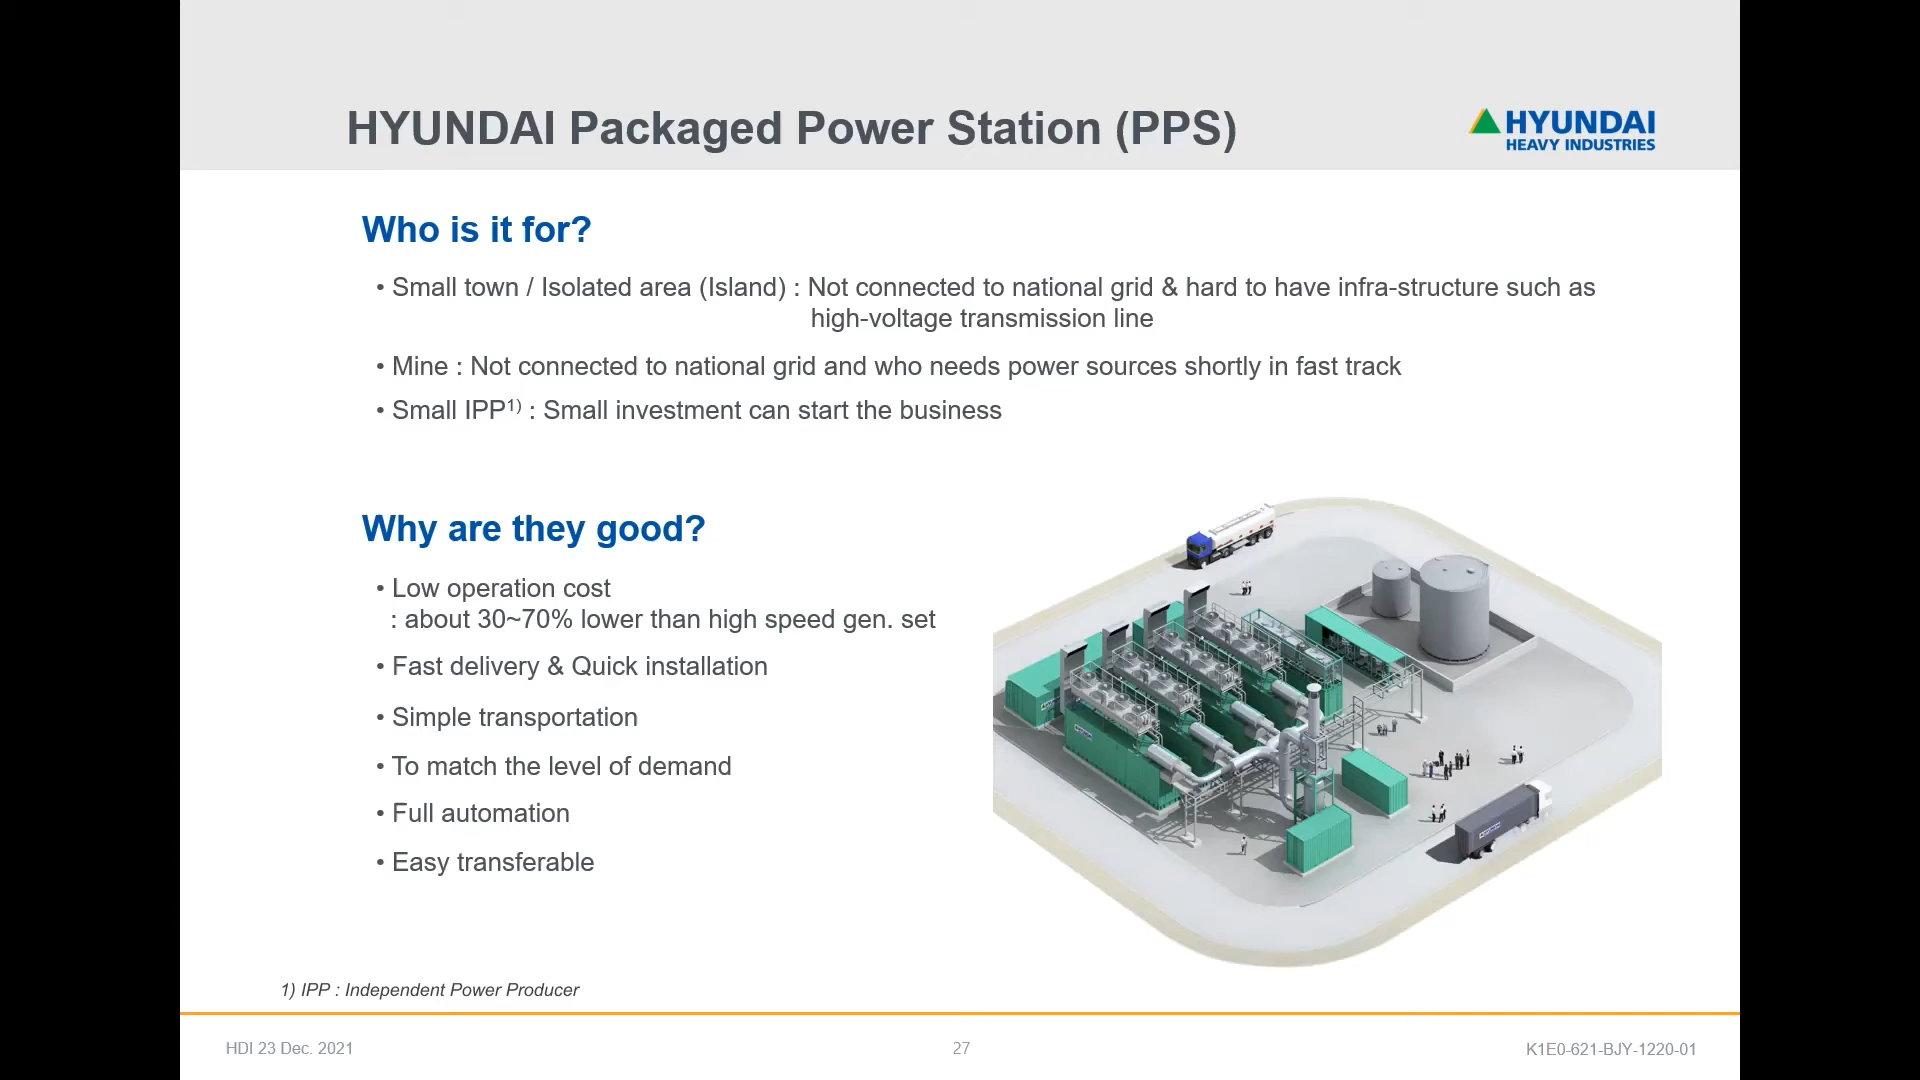 HYUNDAI Packaged Power Station (PPS)
HYUNDAI
HEAVY INDUSTRIES
Who is it for?
• Small town / Isolated area (Island) : Not connected to national grid & hard to have infra-structure such as
high-voltage transmission line
• Mine : Not connected to national grid and who needs power sources shortly in fast track
• Small IPP1) : Small investment can start the business
Why are they good?
• Low operation cost
: about 30~70% lower than high speed gen. set
• Fast delivery & Quick installation
• Simple transportation
• To match the level of demand
• Full automation
• Easy transferable
1) IPP : Independent Power Producer
HDI 23 Dec. 2021
27
K1E0-621-BJY-1220-01